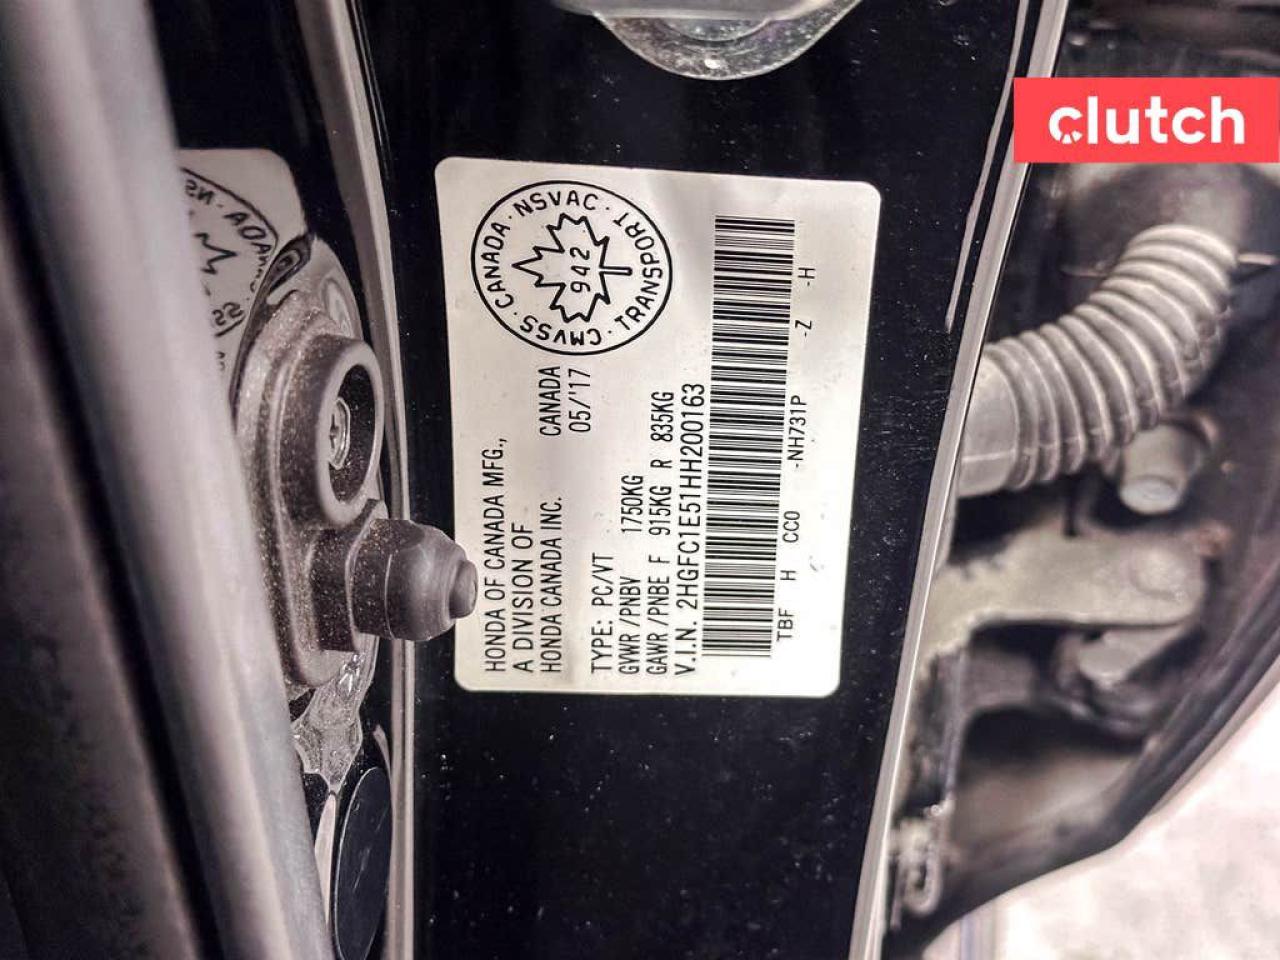 clutch
CANADA · NSVAC · TRANSPORT · CMVSS ·
942
HONDA OF CANADA MFG.,
A DIVISION OF
HONDA CANADA INC. CANADA
05/'17
TYPE: PC/VT
GVWR/PNBV 1750KG
GAWR/PNBE F 915KG R 835KG
V.I.N. 2HGFC1E51HH200163
TBF H CC0 -NH731P -Z -H